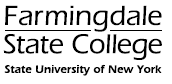 Farmingdale
State College
State University of New York